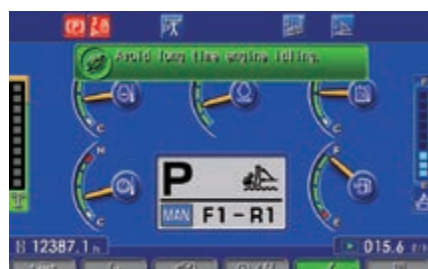 (P)
Avoid long time engine idling.
C
C
C
H
F
P
MAN F1-R1
C
E
12387.1 h
015.6